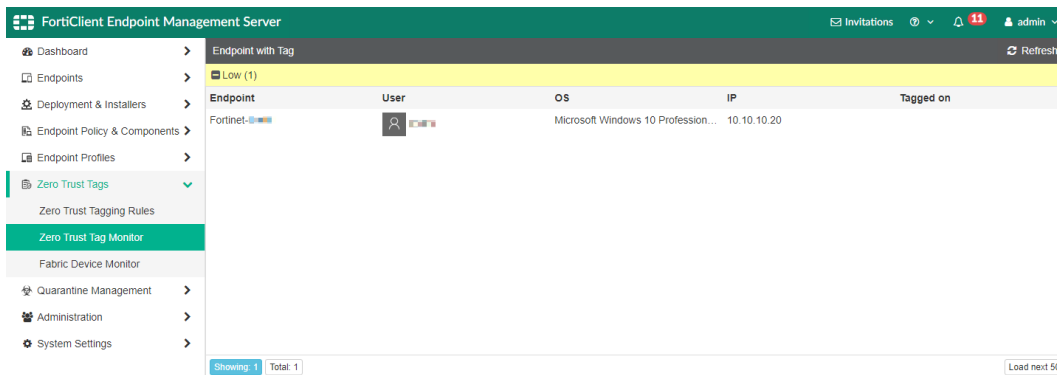 FortiClient Endpoint Management Server
Invitations 11 admin
Dashboard
Endpoints
Deployment & Installers
Endpoint Policy & Components
Endpoint Profiles
Zero Trust Tags
Zero Trust Tagging Rules
Zero Trust Tag Monitor
Fabric Device Monitor
Quarantine Management
Administration
System Settings
Endpoint with Tag Refresh
Low (1)
Endpoint User OS IP Tagged on
Fortinet- Microsoft Windows 10 Profession... 10.10.10.20
Showing: 1 Total: 1 Load next 50